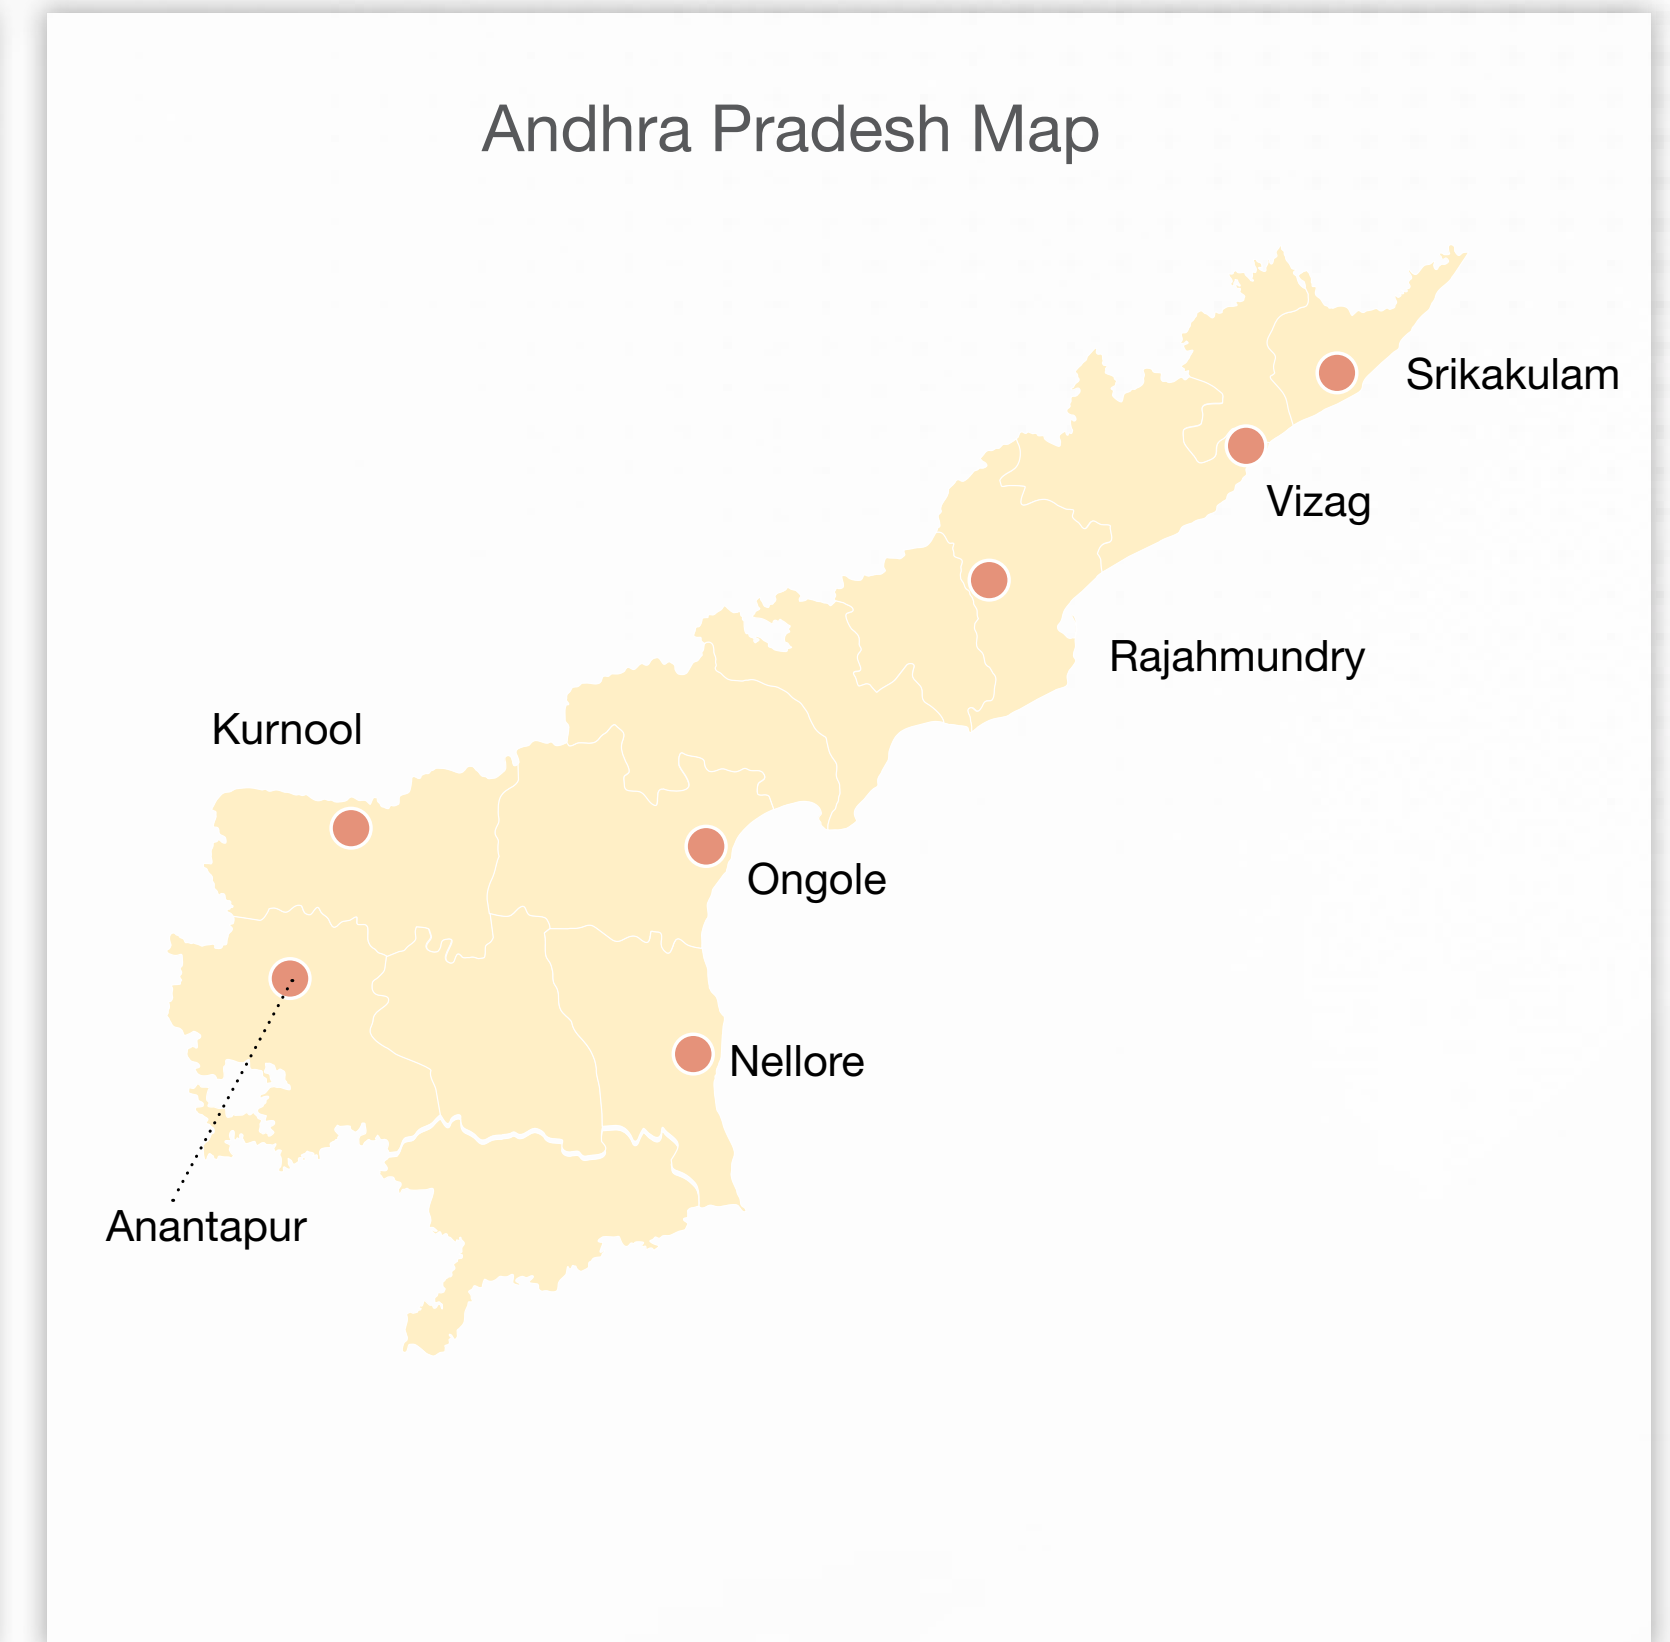 Andhra Pradesh Map
Srikakulam
Vizag
Rajahmundry
Kurnool
Ongole
Nellore
Anantapur